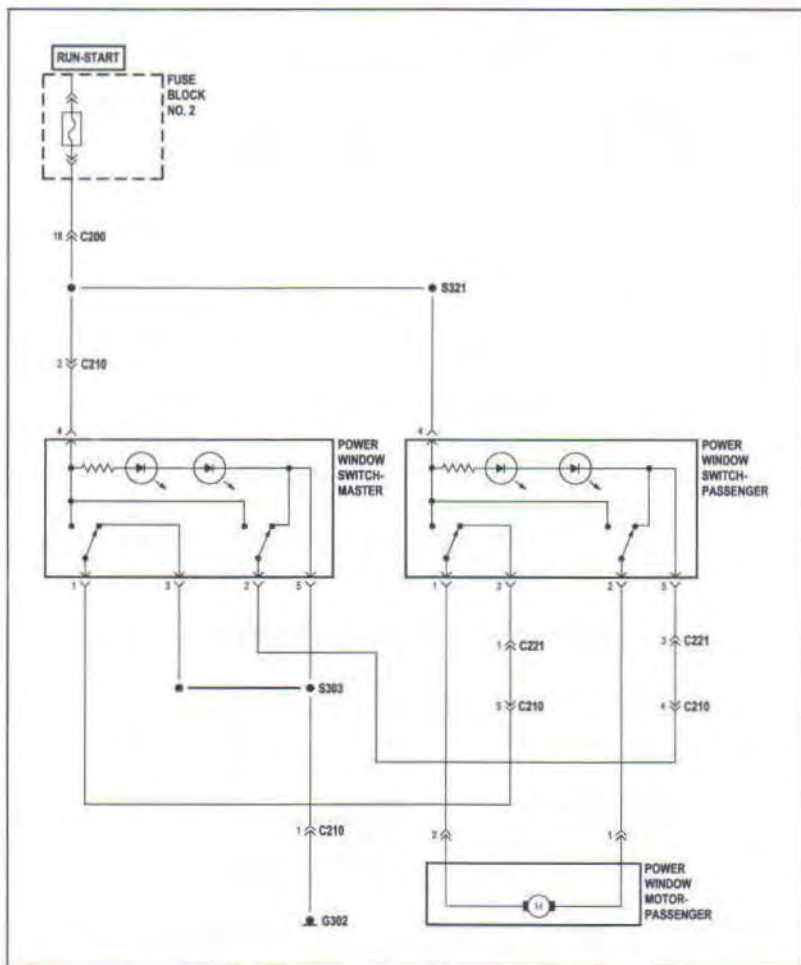 RUN-START
FUSE
BLOCK
NO. 2
18 C200
S321
C210
4
4
POWER
WINDOW
SWITCH-
MASTER
POWER
WINDOW
SWITCH-
PASSENGER
1 3 2 5
1 3 2 5
1 C221
3 C221
S303
5 C210
4 C210
1 C210
2
1
POWER
WINDOW
MOTOR-
PASSENGER
G302